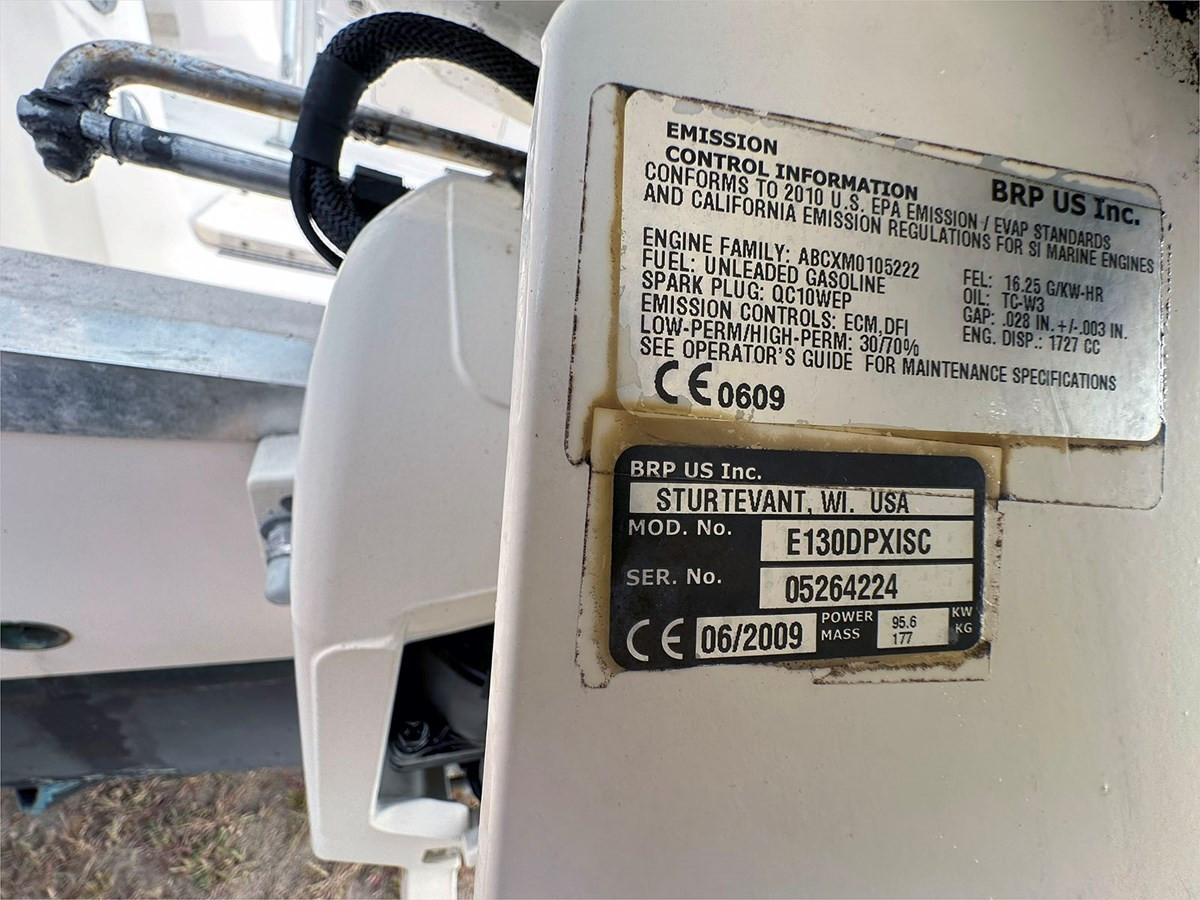 EMISSION
CONTROL INFORMATION BRP US Inc.
CONFORMS TO 2010 U.S. EPA EMISSION / EVAP STANDARDS
AND CALIFORNIA EMISSION REGULATIONS FOR SI MARINE ENGINES
ENGINE FAMILY: ABCXM0105222
FUEL: UNLEADED GASOLINE FEL: 16.25 G/KW-HR
SPARK PLUG: QC10WEP OIL: TC-W3
EMISSION CONTROLS: ECM,DFI GAP: .028 IN.+/-.003 IN.
LOW-PERM/HIGH-PERM: 30/70% ENG. DISP.: 1727 CC
SEE OPERATOR'S GUIDE FOR MAINTENANCE SPECIFICATIONS
CE 0609
BRP US Inc.
STURTEVANT, WI. USA
MOD. No. E130DPXISC
SER. No. 05264224
CE 06/2009 POWER 95.6 KW
MASS 177 KG